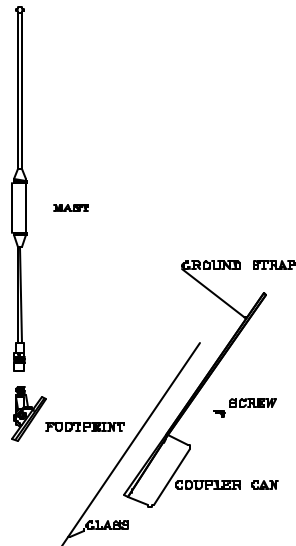 MAST
GROUND STRAP
SCREW
FOOTPRINT
COUPLER CAN
GLASS